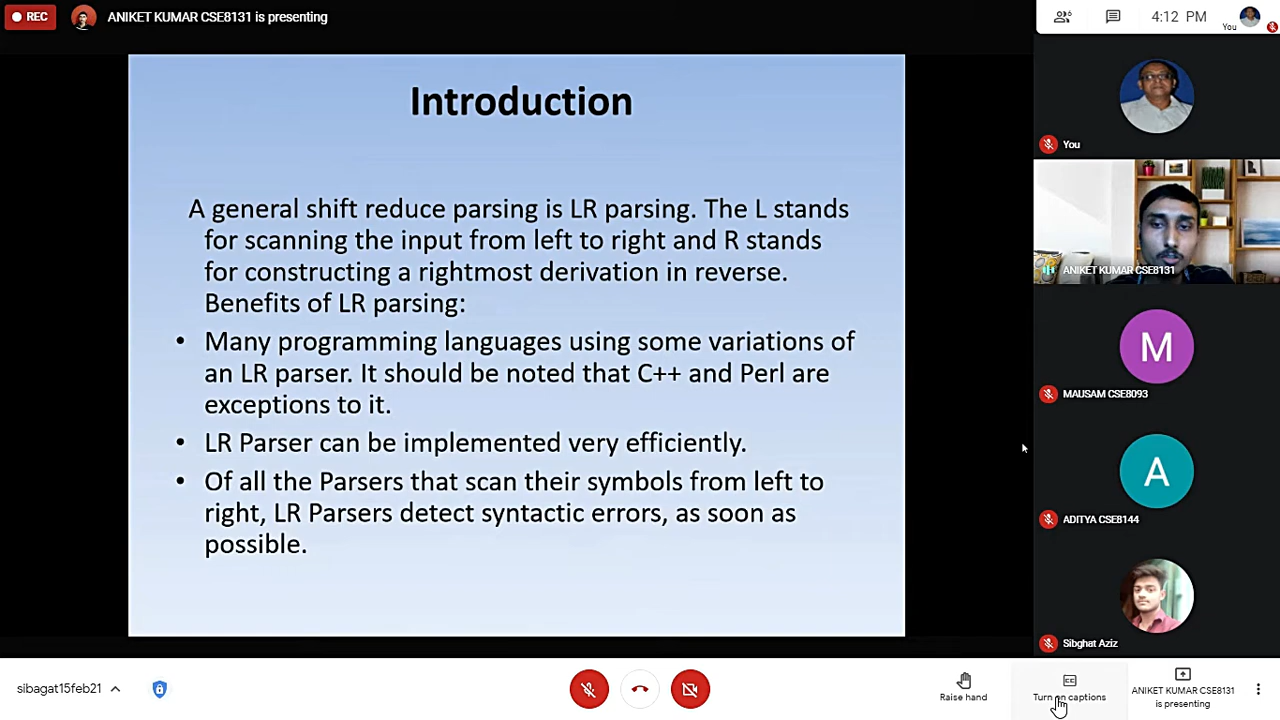 REC
ANIKET KUMAR CSE8131 is presenting
6
4:12 PM
You
Introduction
A general shift reduce parsing is LR parsing. The L stands
for scanning the input from left to right and R stands
for constructing a rightmost derivation in reverse.
Benefits of LR parsing:
• Many programming languages using some variations of
an LR parser. It should be noted that C++ and Perl are
exceptions to it.
• LR Parser can be implemented very efficiently.
• Of all the Parsers that scan their symbols from left to
right, LR Parsers detect syntactic errors, as soon as
possible.
You
ANIKET KUMAR CSE8131
M
MAUSAM CSE8093
A
ADITYA CSE8144
Sibghat Aziz
sibagat15feb21
Raise hand
CC
Turn on captions
ANIKET KUMAR CSE8131
is presenting